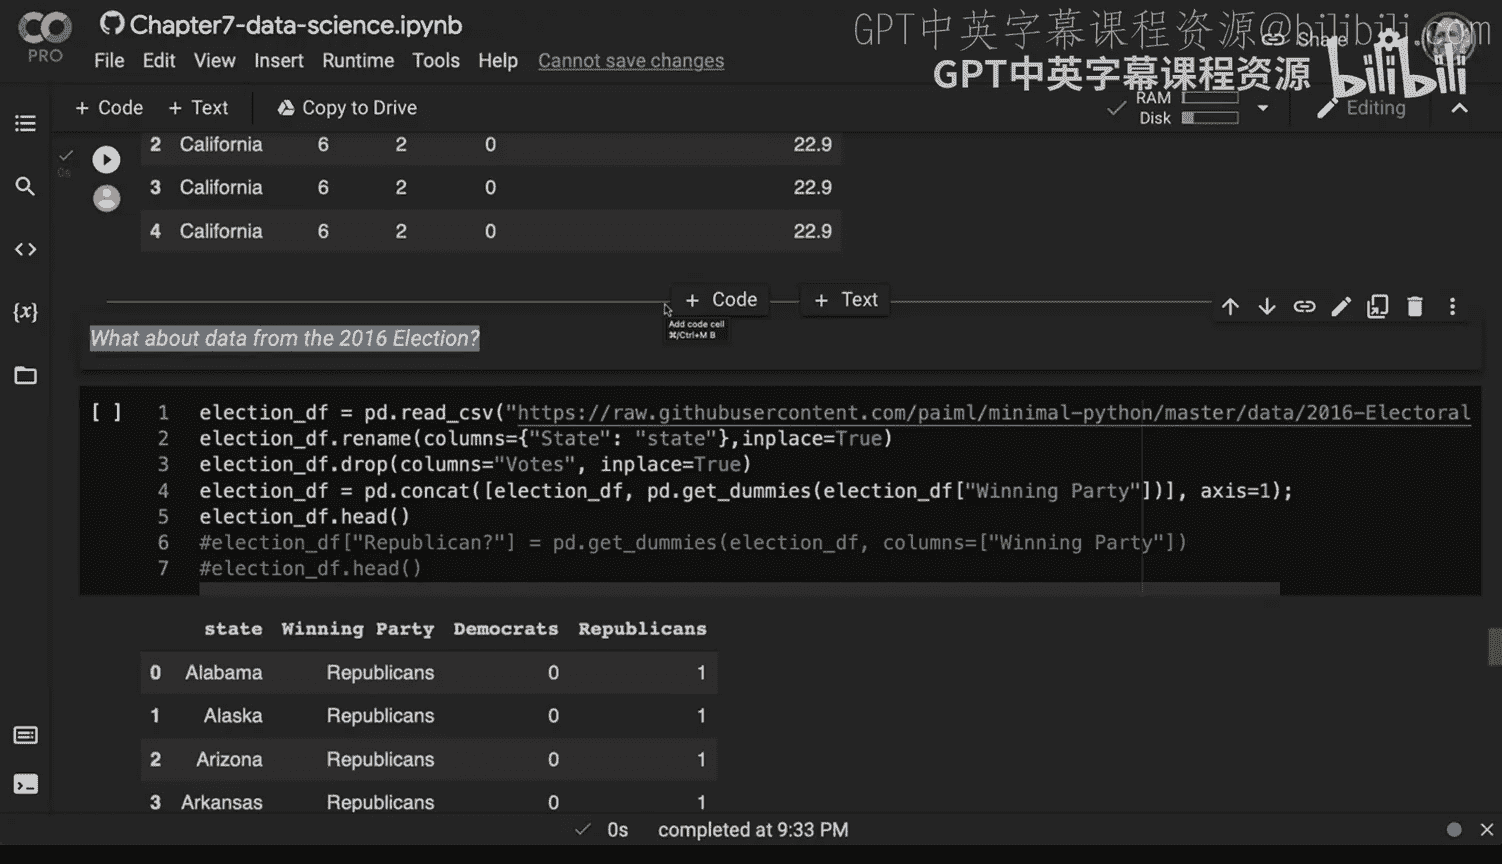 GPT中英字幕课程资源@bilibili.com
GPT中英字幕课程资源 bilibili
CO PRO
Chapter7-data-science.ipynb
File Edit View Insert Runtime Tools Help Cannot save changes
Share
+ Code + Text Copy to Drive
RAM
Disk
Editing
2 California 6 2 0 22.9
0s
3 California 6 2 0 22.9
4 California 6 2 0 22.9
+ Code + Text
Add code cell
⌘/Ctrl+M B
What about data from the 2016 Election?
[ ] 1 election_df = pd.read_csv("https://raw.githubusercontent.com/paiml/minimal-python/master/data/2016-Electoral
2 election_df.rename(columns={"State": "state"},inplace=True)
3 election_df.drop(columns="Votes", inplace=True)
4 election_df = pd.concat([election_df, pd.get_dummies(election_df["Winning Party"])], axis=1);
5 election_df.head()
6 #election_df["Republican?"] = pd.get_dummies(election_df, columns=["Winning Party"])
7 #election_df.head()
state Winning Party Democrats Republicans
0 Alabama Republicans 0 1
1 Alaska Republicans 0 1
2 Arizona Republicans 0 1
3 Arkansas Republicans 0 1
0s completed at 9:33 PM